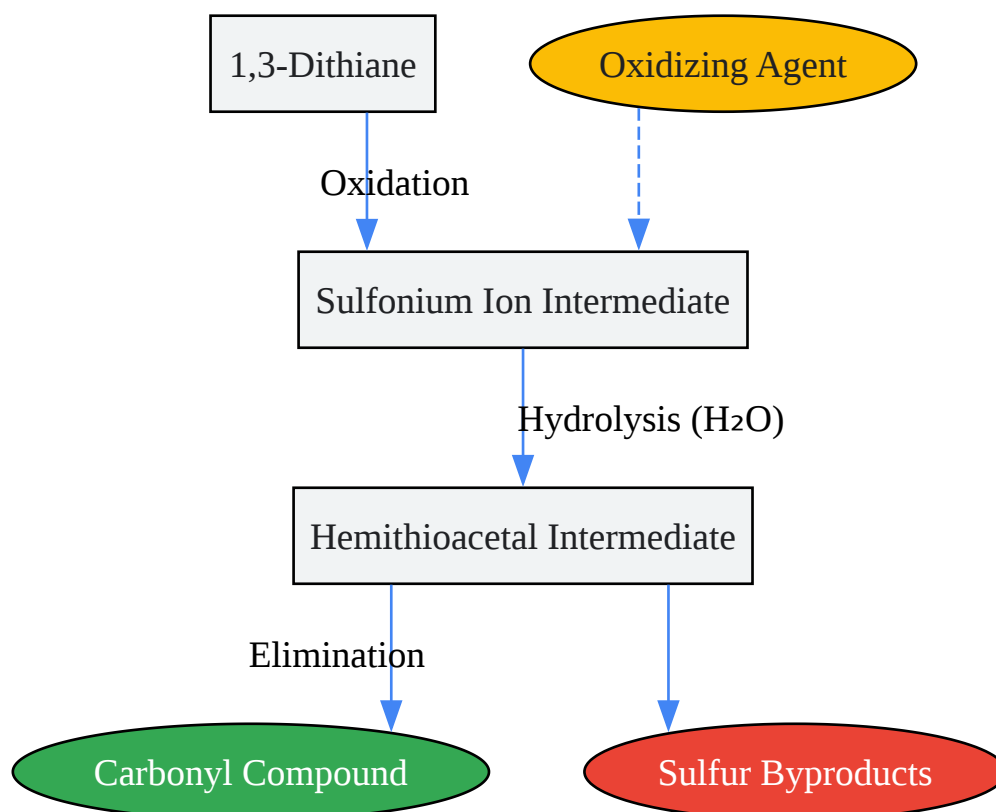 1,3-Dithiane
Oxidizing Agent
Oxidation
Sulfonium Ion Intermediate
Hydrolysis (H₂O)
Hemithioacetal Intermediate
Elimination
Carbonyl Compound
Sulfur Byproducts